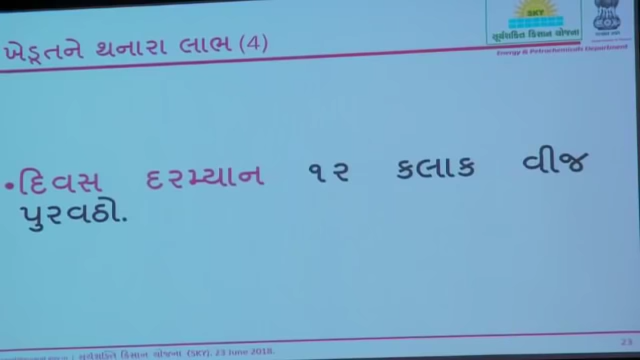 ખેડૂતને થનારા લાભ (4)
SKY
સૂર્યશક્તિ કિસાન યોજના
Energy & Petrochemicals Department
•દિવસ દરમ્યાન ૧૨ કલાક વીજ
પુરવઠો.
સૂર્યશક્તિ કિસાન યોજના (SKY). 23 June 2018.
23